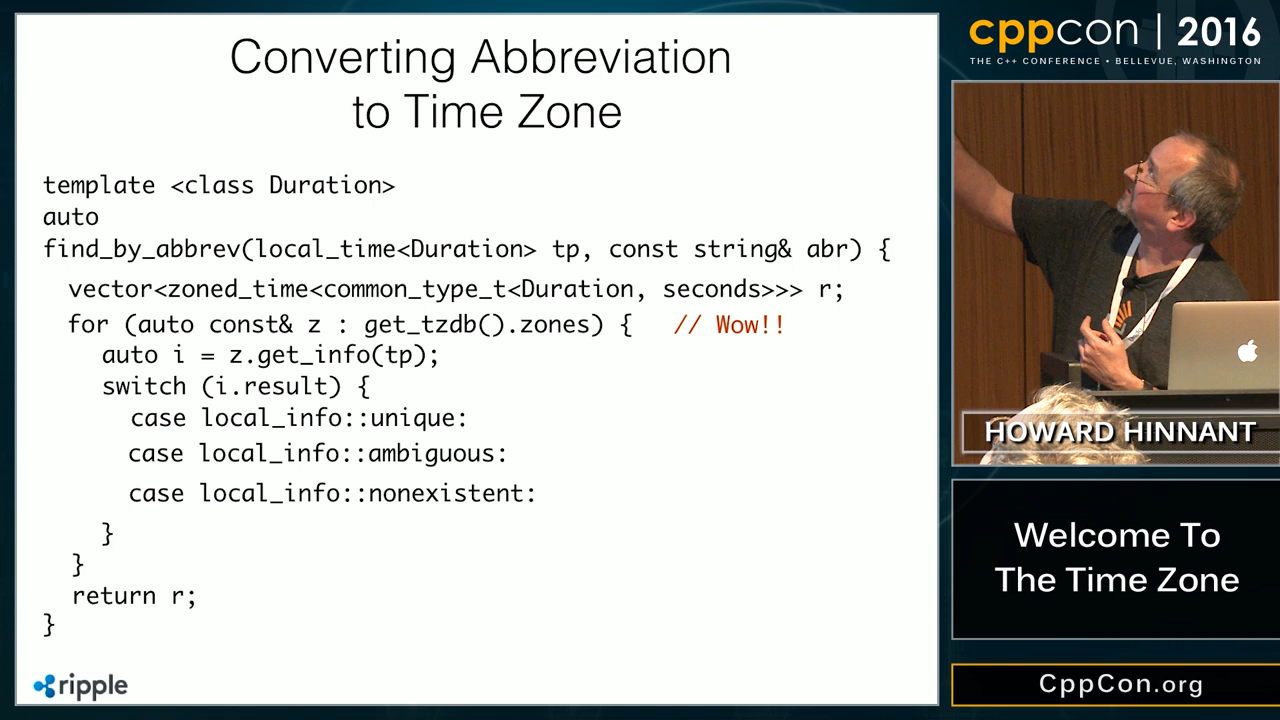 Converting Abbreviation
to Time Zone
template <class Duration>
auto
find_by_abbrev(local_time<Duration> tp, const string& abr) {
vector<zoned_time<common_type_t<Duration, seconds>>> r;
for (auto const& z : get_tzdb().zones) { // Wow!!
auto i = z.get_info(tp);
switch (i.result) {
case local_info::unique:
case local_info::ambiguous:
case local_info::nonexistent:
}
}
return r;
}
ripple
cppcon | 2016
THE C++ CONFERENCE • BELLEVUE, WASHINGTON
HOWARD HINNANT
Welcome To
The Time Zone
CppCon.org